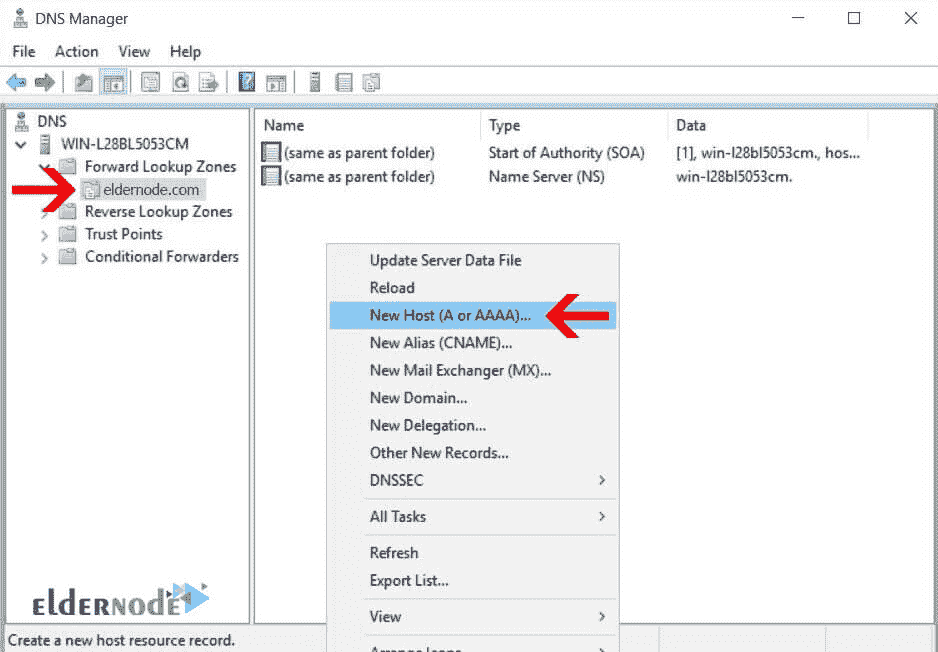 DNS Manager
File Action View Help
DNS
WIN-L28BL5053CM
Forward Lookup Zones
eldernode.com
Reverse Lookup Zones
Trust Points
Conditional Forwarders
Name Type Data
(same as parent folder) Start of Authority (SOA) [1], win-l28bl5053cm., hos...
(same as parent folder) Name Server (NS) win-l28bl5053cm.
Update Server Data File
Reload
New Host (A or AAAA)...
New Alias (CNAME)...
New Mail Exchanger (MX)...
New Domain...
New Delegation...
Other New Records...
DNSSEC
All Tasks
Refresh
Export List...
View
Arrange Icons
eldernode
Create a new host resource record.